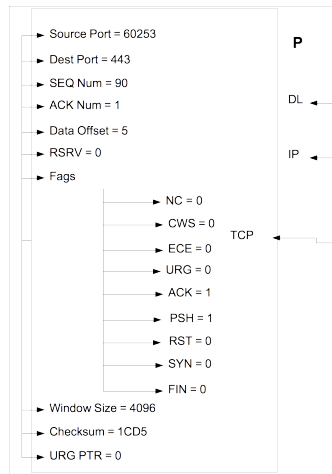 Source Port = 60253
P
Dest Port = 443
SEQ Num = 90
DL
ACK Num = 1
Data Offset = 5
RSRV = 0
IP
Fags
NC = 0
CWS = 0
TCP
ECE = 0
URG = 0
ACK = 1
PSH = 1
RST = 0
SYN = 0
FIN = 0
Window Size = 4096
Checksum = 1CD5
URG PTR = 0